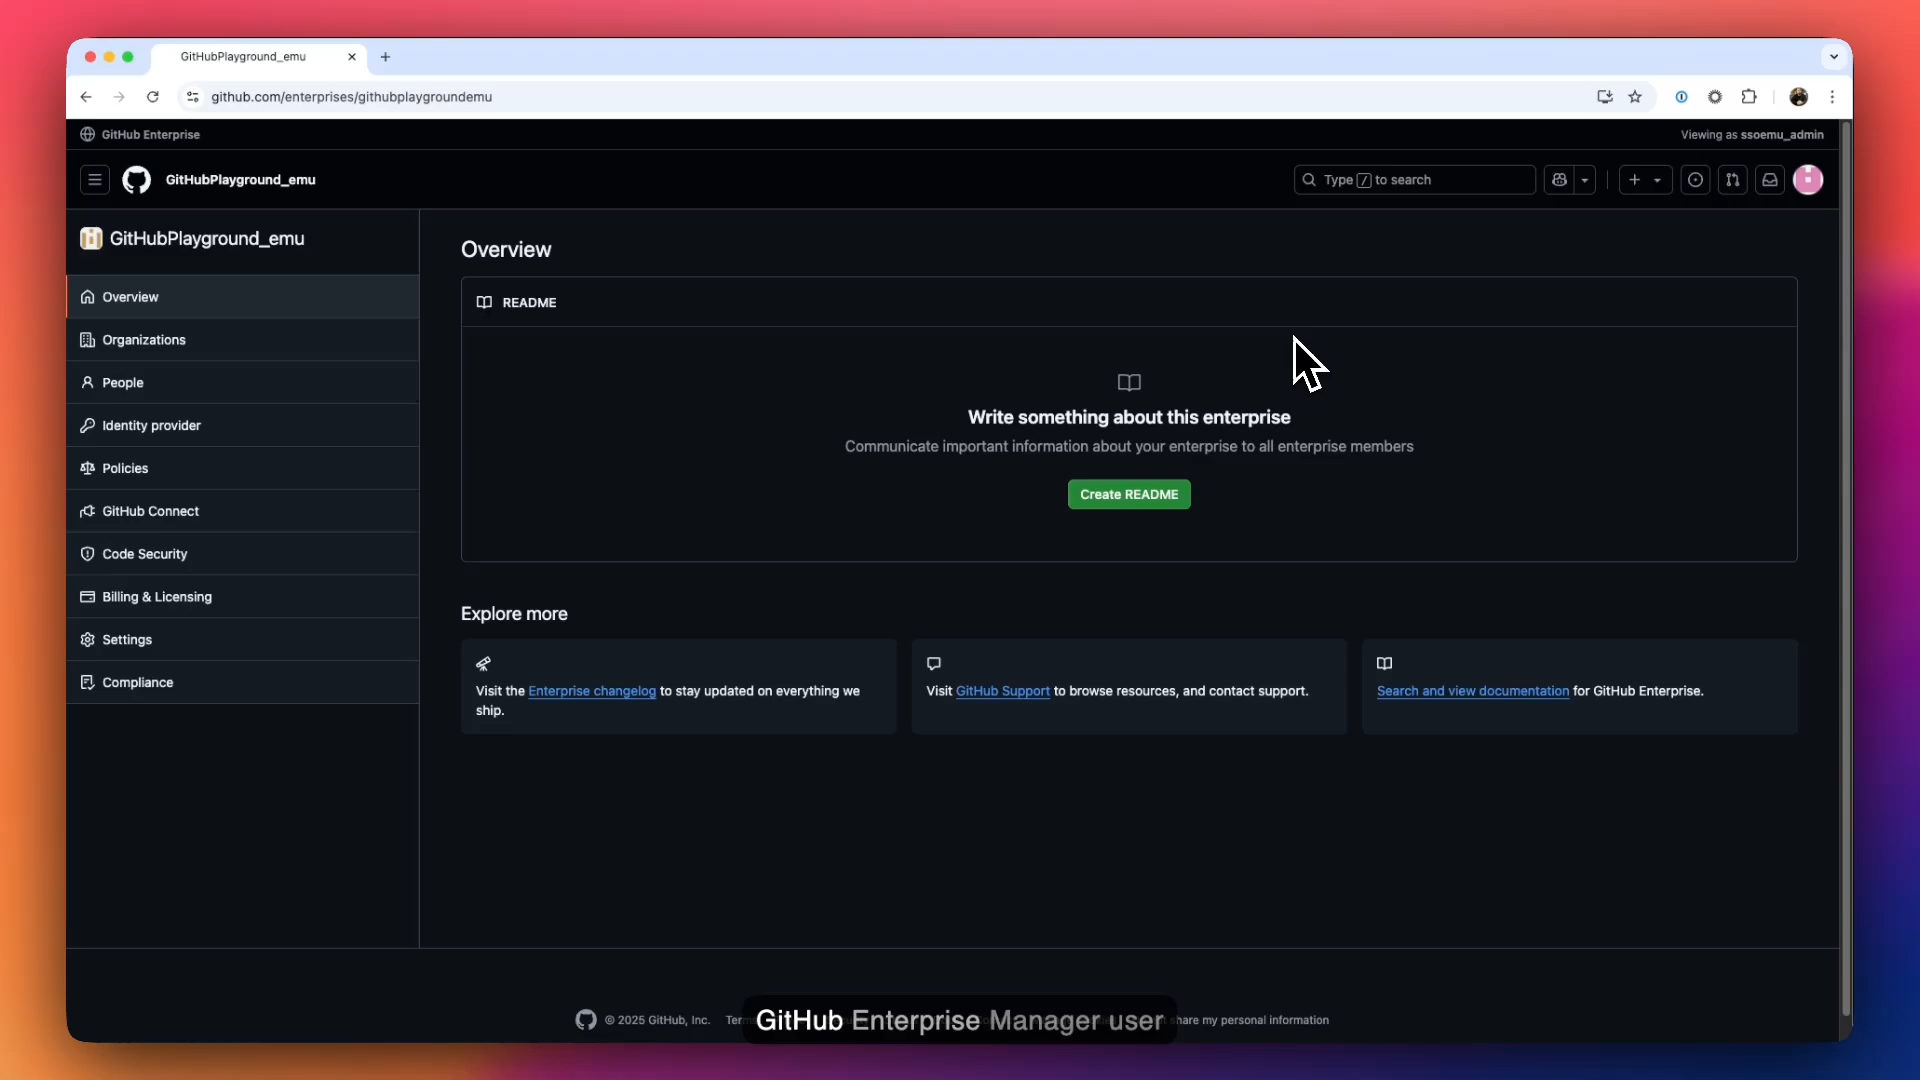 GitHubPlayground_emu
github.com/enterprises/githubplaygroundemu
GitHub Enterprise
Viewing as ssoemu_admin
GitHubPlayground_emu
Type / to search
GitHubPlayground_emu
Overview
Organizations
People
Identity provider
Policies
GitHub Connect
Code Security
Billing & Licensing
Settings
Compliance
Overview
README
Write something about this enterprise
Communicate important information about your enterprise to all enterprise members
Create README
Explore more
Visit the Enterprise changelog to stay updated on everything we
ship.
Visit GitHub Support to browse resources, and contact support.
Search and view documentation for GitHub Enterprise.
© 2025 GitHub, Inc.
share my personal information
GitHub Enterprise Manager user